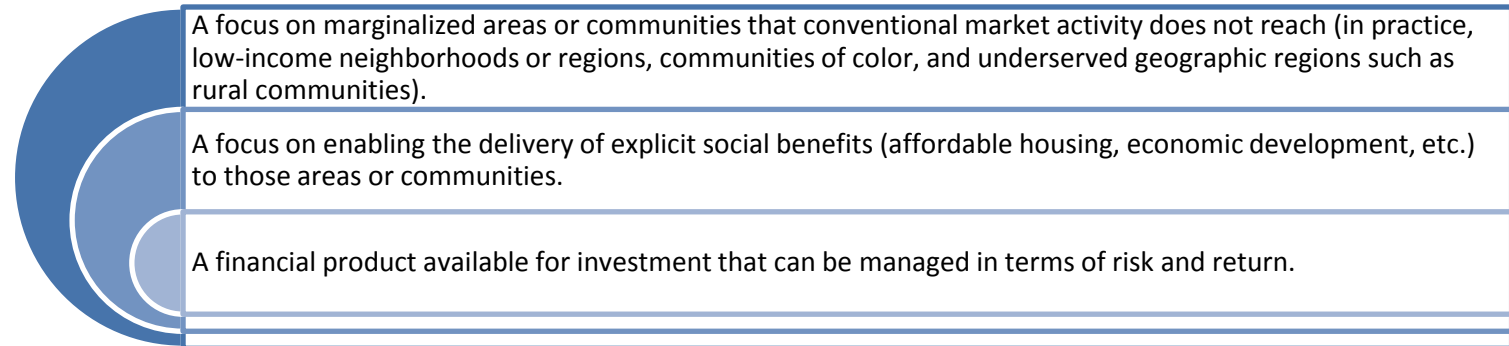 A focus on marginalized areas or communities that conventional market activity does not reach (in practice,
low-income neighborhoods or regions, communities of color, and underserved geographic regions such as
rural communities).
A focus on enabling the delivery of explicit social benefits (affordable housing, economic development, etc.)
to those areas or communities.
A financial product available for investment that can be managed in terms of risk and return.